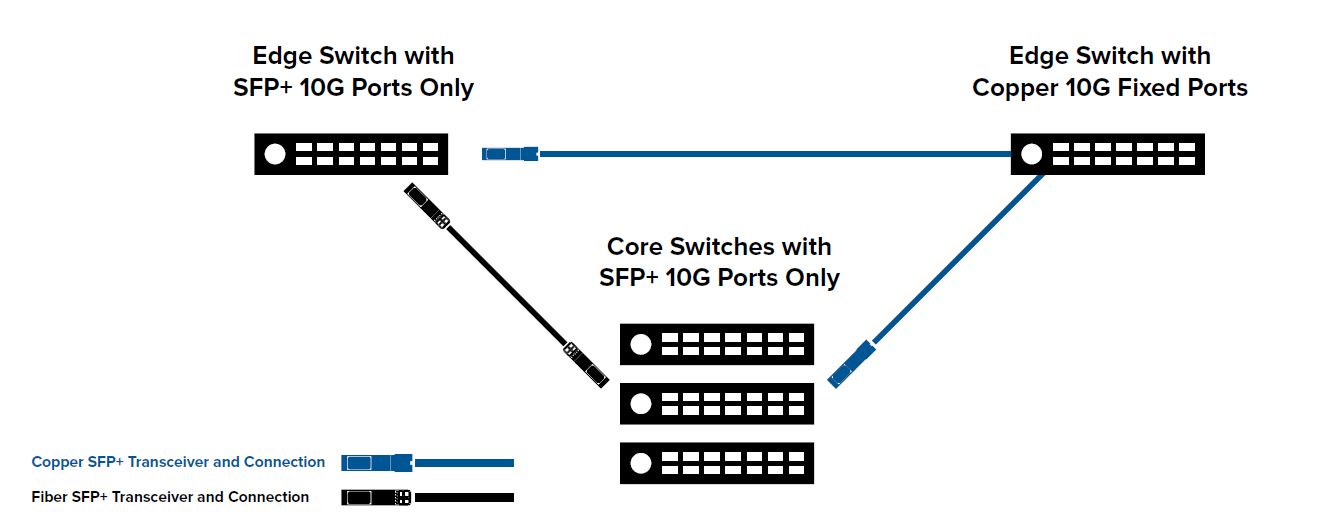 Edge Switch with
SFP+ 10G Ports Only
Edge Switch with
Copper 10G Fixed Ports
Core Switches with
SFP+ 10G Ports Only
Copper SFP+ Transceiver and Connection
Fiber SFP+ Transceiver and Connection